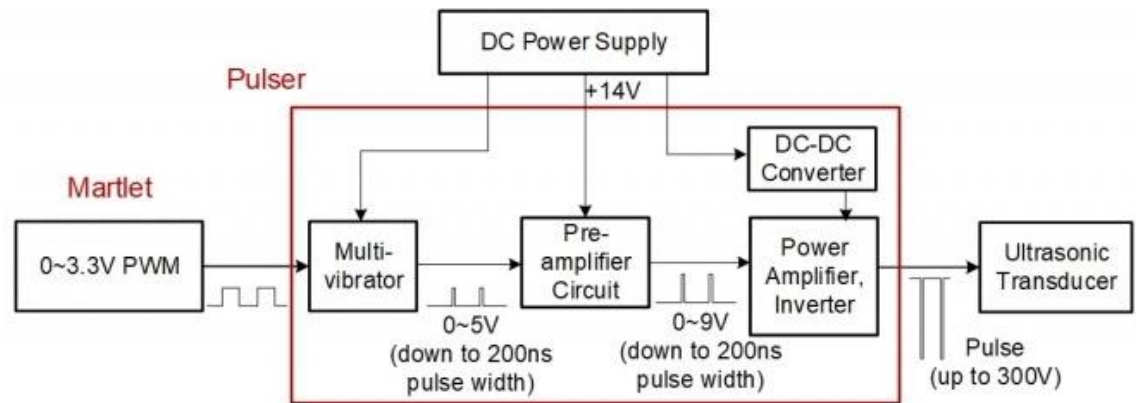 DC Power Supply
Pulser
+14V
DC-DC
Converter
Martlet
0~3.3V PWM
Multi-
vibrator
Pre-
amplifier
Circuit
Power
Amplifier,
Inverter
Ultrasonic
Transducer
0~5V
(down to 200ns
pulse width)
0~9V
(down to 200ns
pulse width)
Pulse
(up to 300V)